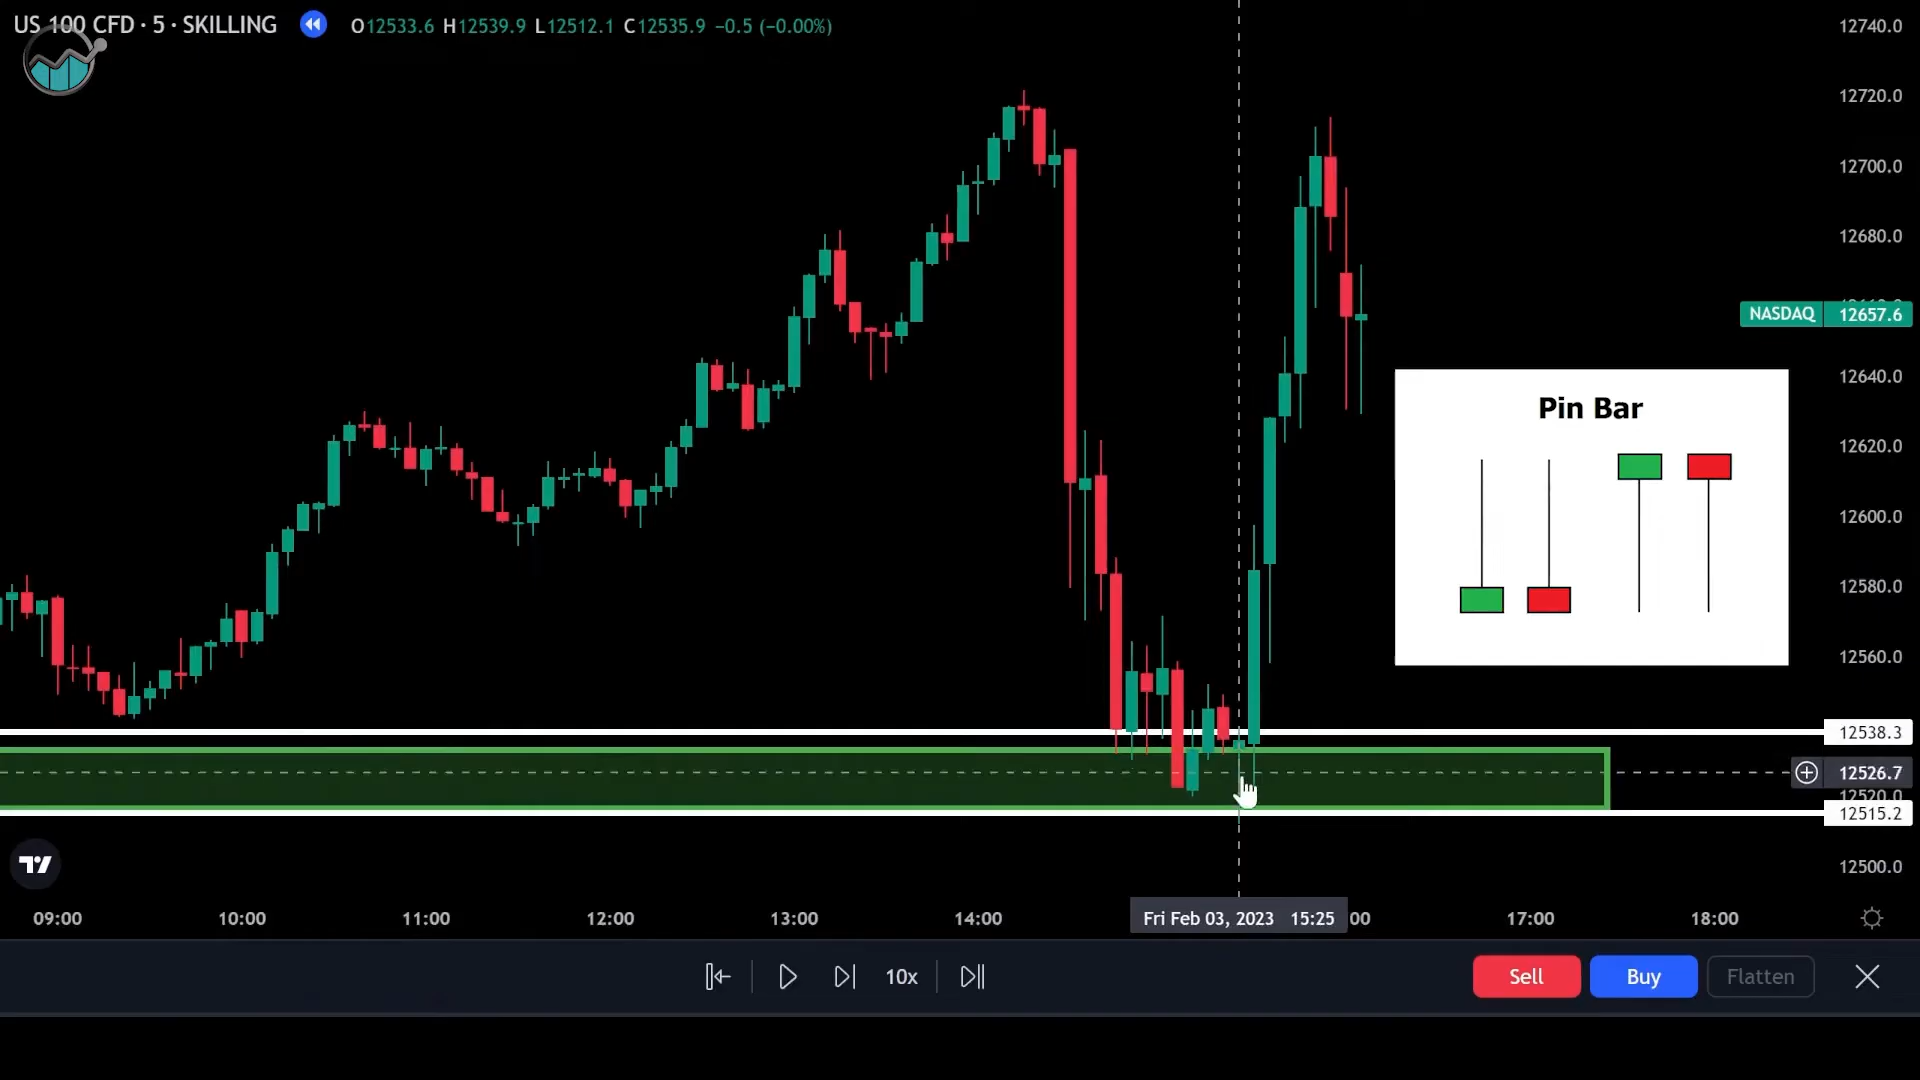 US 100 CFD · 5 · SKILLING O12533.6 H12539.9 L12512.1 C12535.9 −0.5 (−0.00%)
12740.0
12720.0
12700.0
12680.0
NASDAQ 12657.6
12640.0
Pin Bar
12620.0
12600.0
12580.0
12560.0
12538.3
12526.7
12520.0
12515.2
12500.0
09:00 10:00 11:00 12:00 13:00 14:00 Fri Feb 03, 2023 15:25 :00 17:00 18:00
10x Sell Buy Flatten